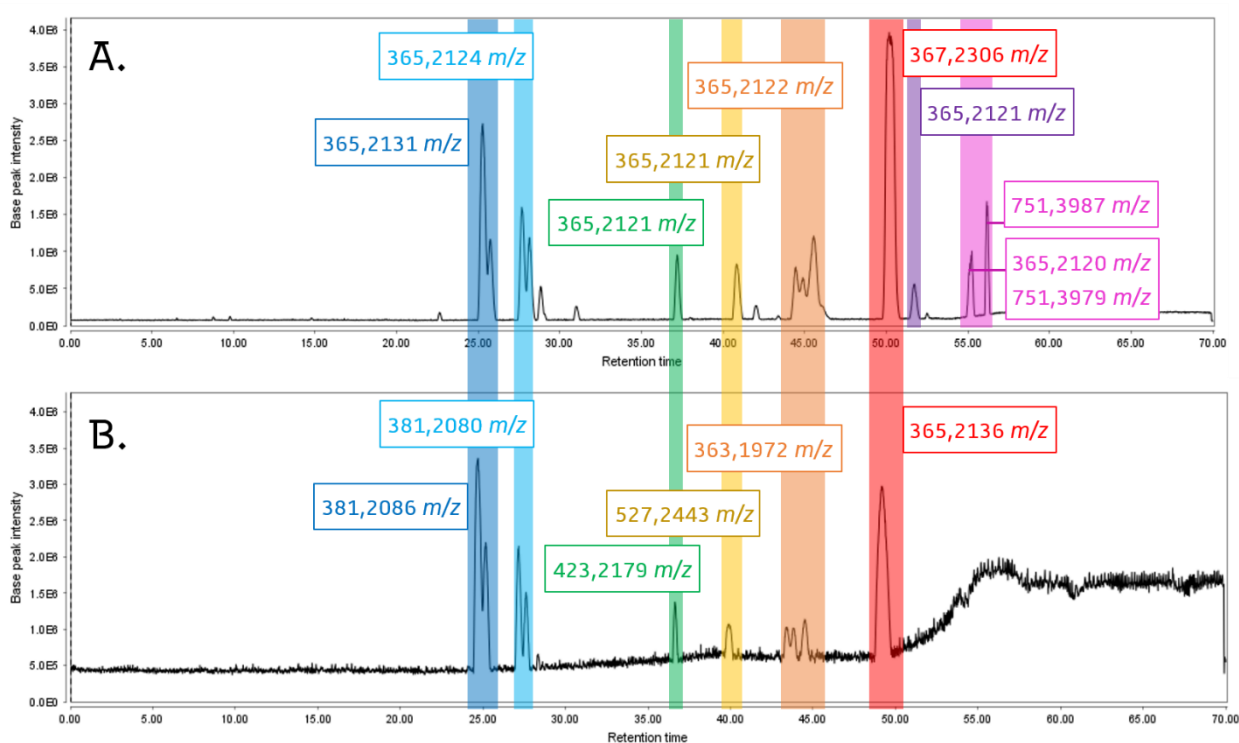 A.
Base peak intensity
4.0E6
3.5E6
3.0E6
2.5E6
2.0E6
1.5E6
1.0E6
5.0E5
0.0E0
365,2124 m/z
367,2306 m/z
365,2122 m/z
365,2121 m/z
365,2131 m/z
365,2121 m/z
751,3987 m/z
365,2121 m/z
365,2120 m/z
751,3979 m/z
0.00 5.00 10.00 15.00 20.00 25.00 30.00 35.00 40.00 45.00 50.00 55.00 60.00 65.00 70.00
Retention time
B.
Base peak intensity
4.0E6
3.5E6
3.0E6
2.5E6
2.0E6
1.5E6
1.0E6
5.0E5
0.0E0
381,2080 m/z
365,2136 m/z
363,1972 m/z
381,2086 m/z
527,2443 m/z
423,2179 m/z
0.00 5.00 10.00 15.00 20.00 25.00 30.00 35.00 40.00 45.00 50.00 55.00 60.00 65.00 70.00
Retention time